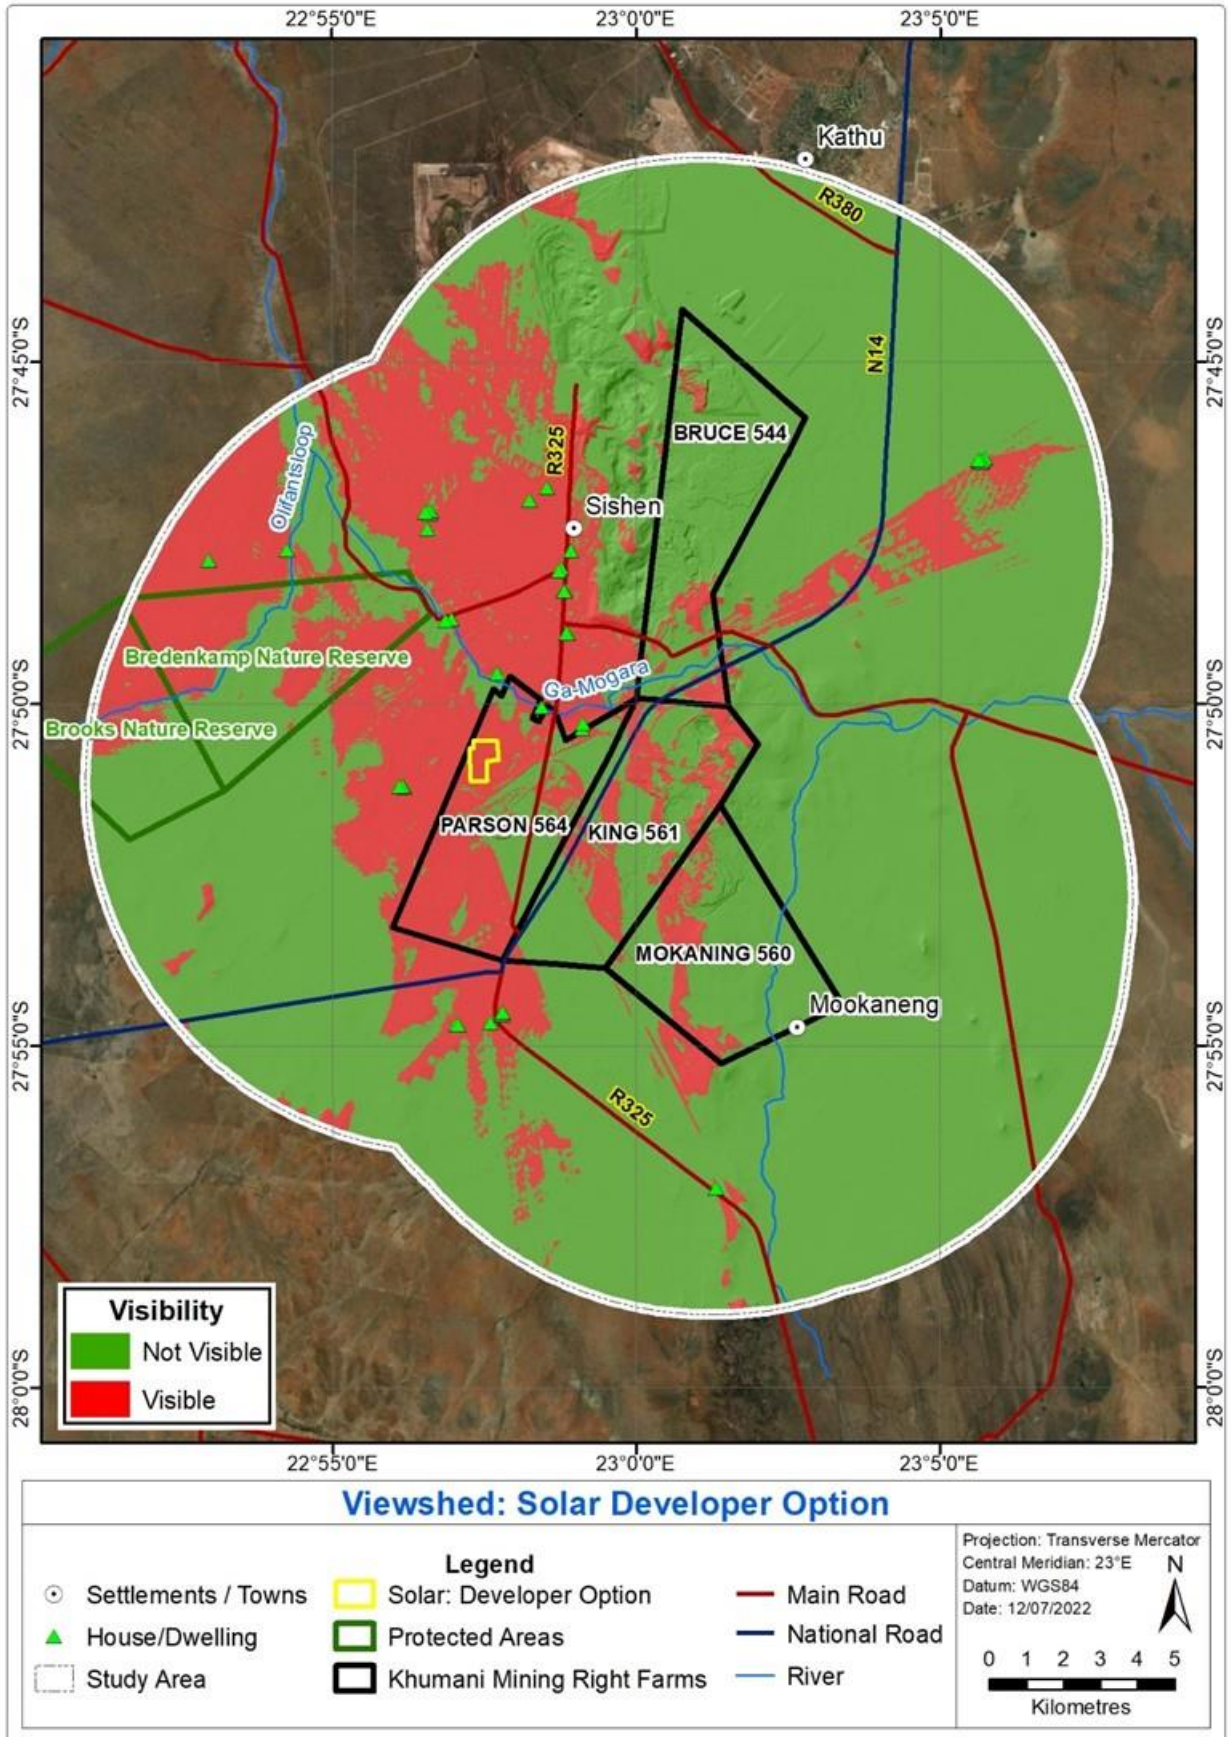 22°55'0"E
23°0'0"E
23°5'0"E
Kathu
R380
27°45'0"S
27°45'0"S
N14
BRUCE 544
R325
Olifantsloop
Sishen
Bredenkamp Nature Reserve
Ga-Mogara
27°50'0"S
27°50'0"S
Brooks Nature Reserve
PARSON 564
KING 561
MOKANING 560
Mookaneng
27°55'0"S
27°55'0"S
R325
Visibility
Not Visible
Visible
28°0'0"S
28°0'0"S
22°55'0"E
23°0'0"E
23°5'0"E
Viewshed: Solar Developer Option
Legend
Settlements / Towns
House/Dwelling
Study Area
Solar: Developer Option
Protected Areas
Khumani Mining Right Farms
Main Road
National Road
River
Projection: Transverse Mercator
Central Meridian: 23°E
Datum: WGS84
Date: 12/07/2022
N
0 1 2 3 4 5
Kilometres